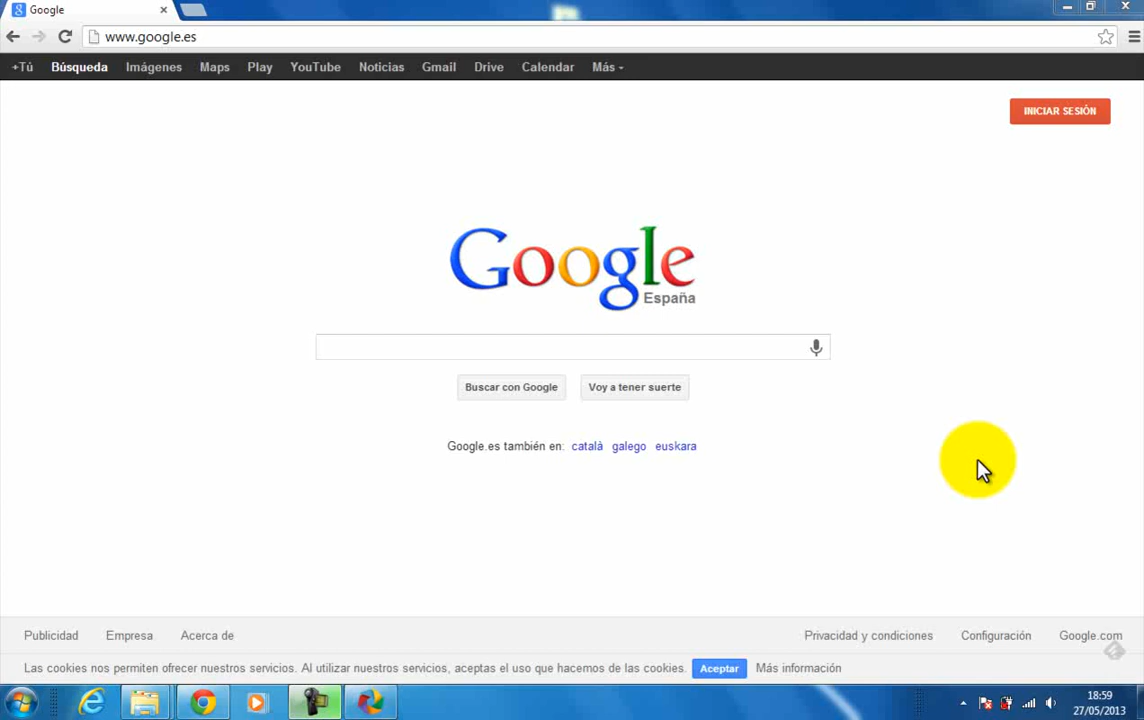 Google
www.google.es
+Tú Búsqueda Imágenes Maps Play YouTube Noticias Gmail Drive Calendar Más
INICIAR SESIÓN
Google
España
Buscar con Google Voy a tener suerte
Google.es también en: català galego euskara
Publicidad Empresa Acerca de Privacidad y condiciones Configuración Google.com
Las cookies nos permiten ofrecer nuestros servicios. Al utilizar nuestros servicios, aceptas el uso que hacemos de las cookies. Aceptar Más información
18:59
27/05/2013